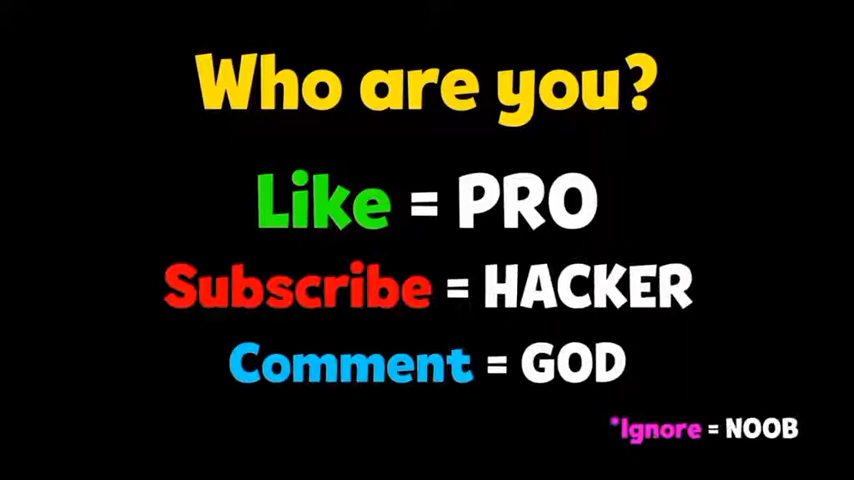 Who are you?
Like = PRO
Subscribe = HACKER
Comment = GOD
*Ignore = NOOB